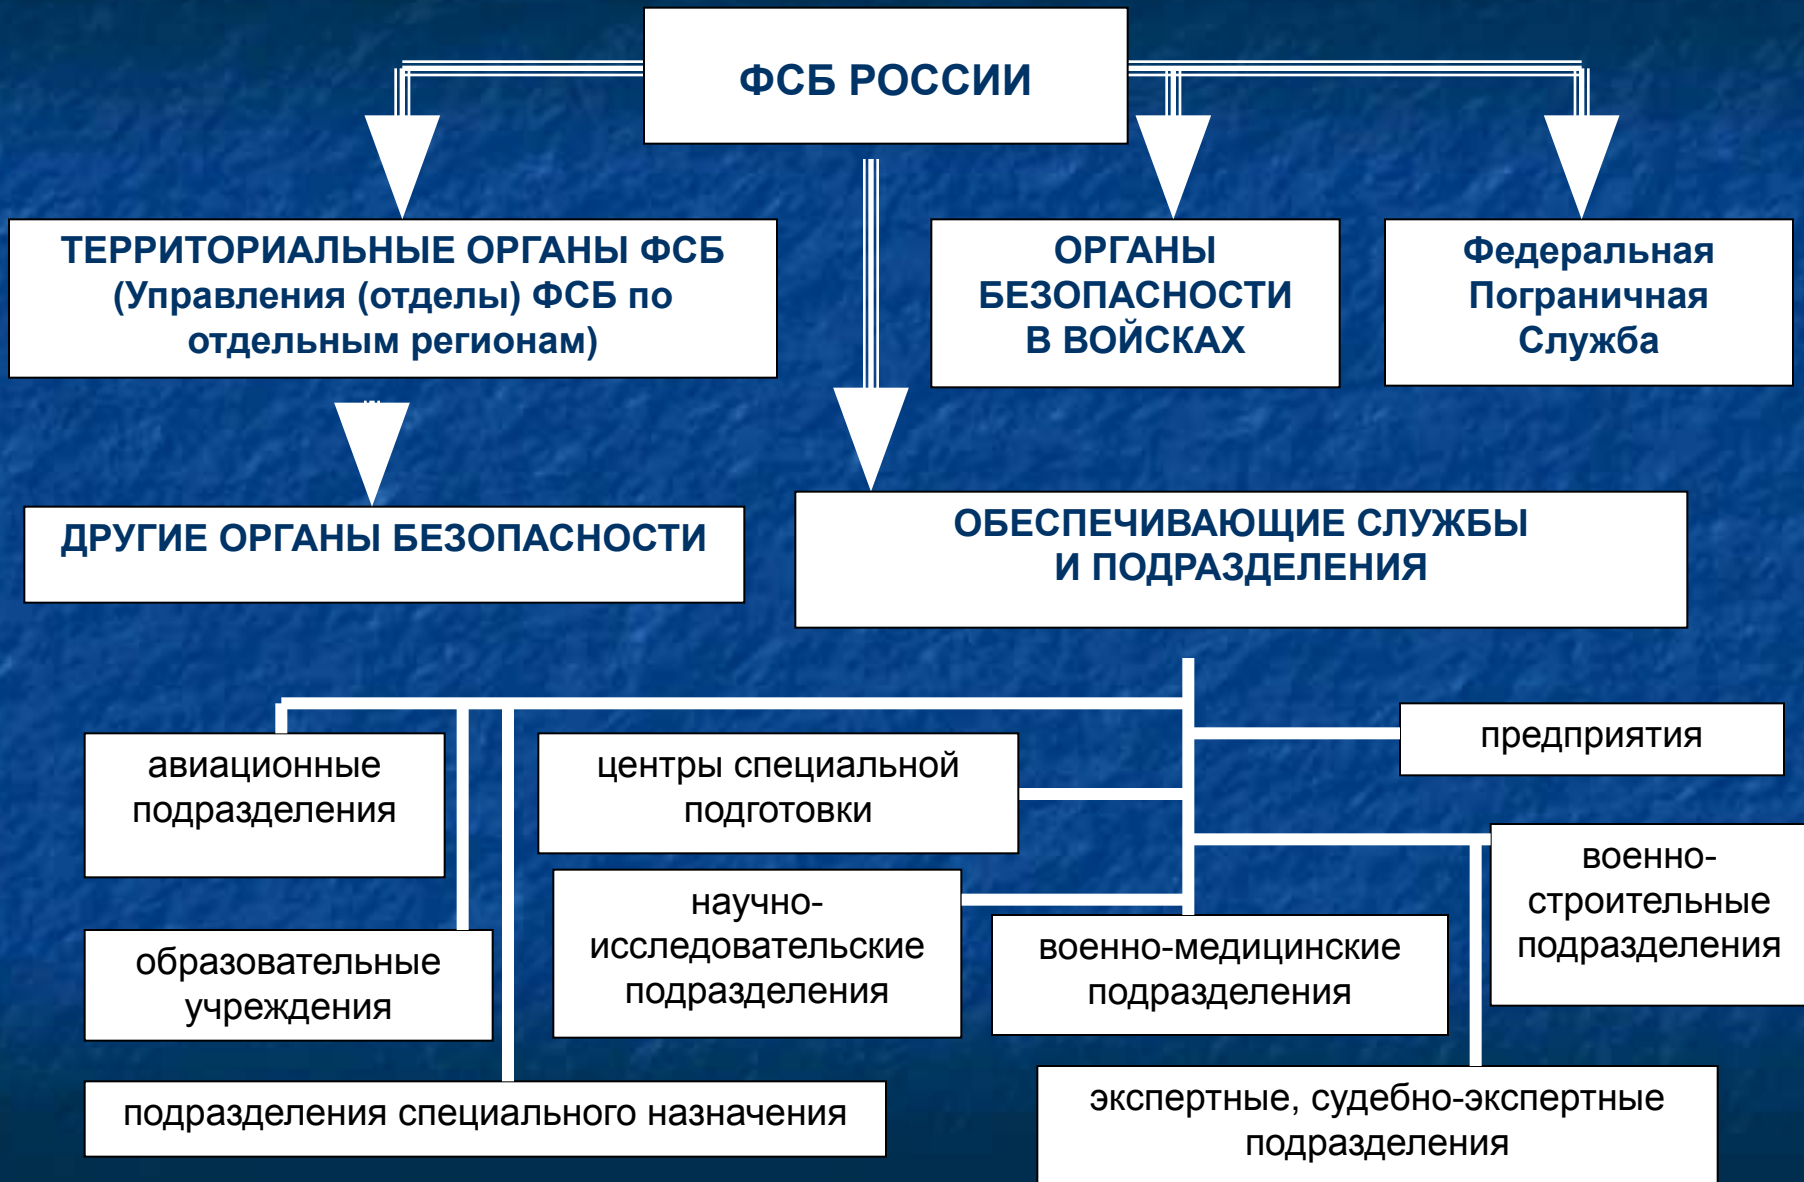 ФСБ РОССИИ
ТЕРРИТОРИАЛЬНЫЕ ОРГАНЫ ФСБ
(Управления (отделы) ФСБ по
отдельным регионам)
ОРГАНЫ
БЕЗОПАСНОСТИ
В ВОЙСКАХ
Федеральная
Пограничная
Служба
ДРУГИЕ ОРГАНЫ БЕЗОПАСНОСТИ
ОБЕСПЕЧИВАЮЩИЕ СЛУЖБЫ
И ПОДРАЗДЕЛЕНИЯ
авиационные
подразделения
центры специальной
подготовки
предприятия
военно-
строительные
подразделения
научно-
исследовательские
подразделения
образовательные
учреждения
военно-медицинские
подразделения
подразделения специального назначения
экспертные, судебно-экспертные
подразделения